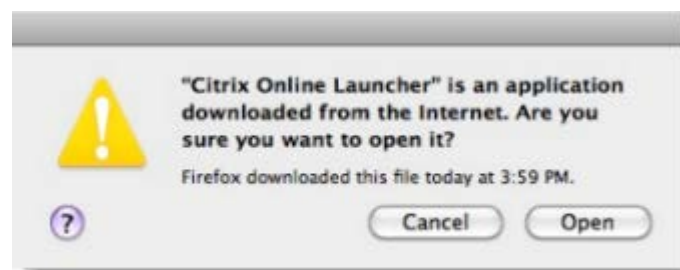 "Citrix Online Launcher" is an application
downloaded from the Internet. Are you
sure you want to open it?
Firefox downloaded this file today at 3:59 PM.
?
Cancel
Open